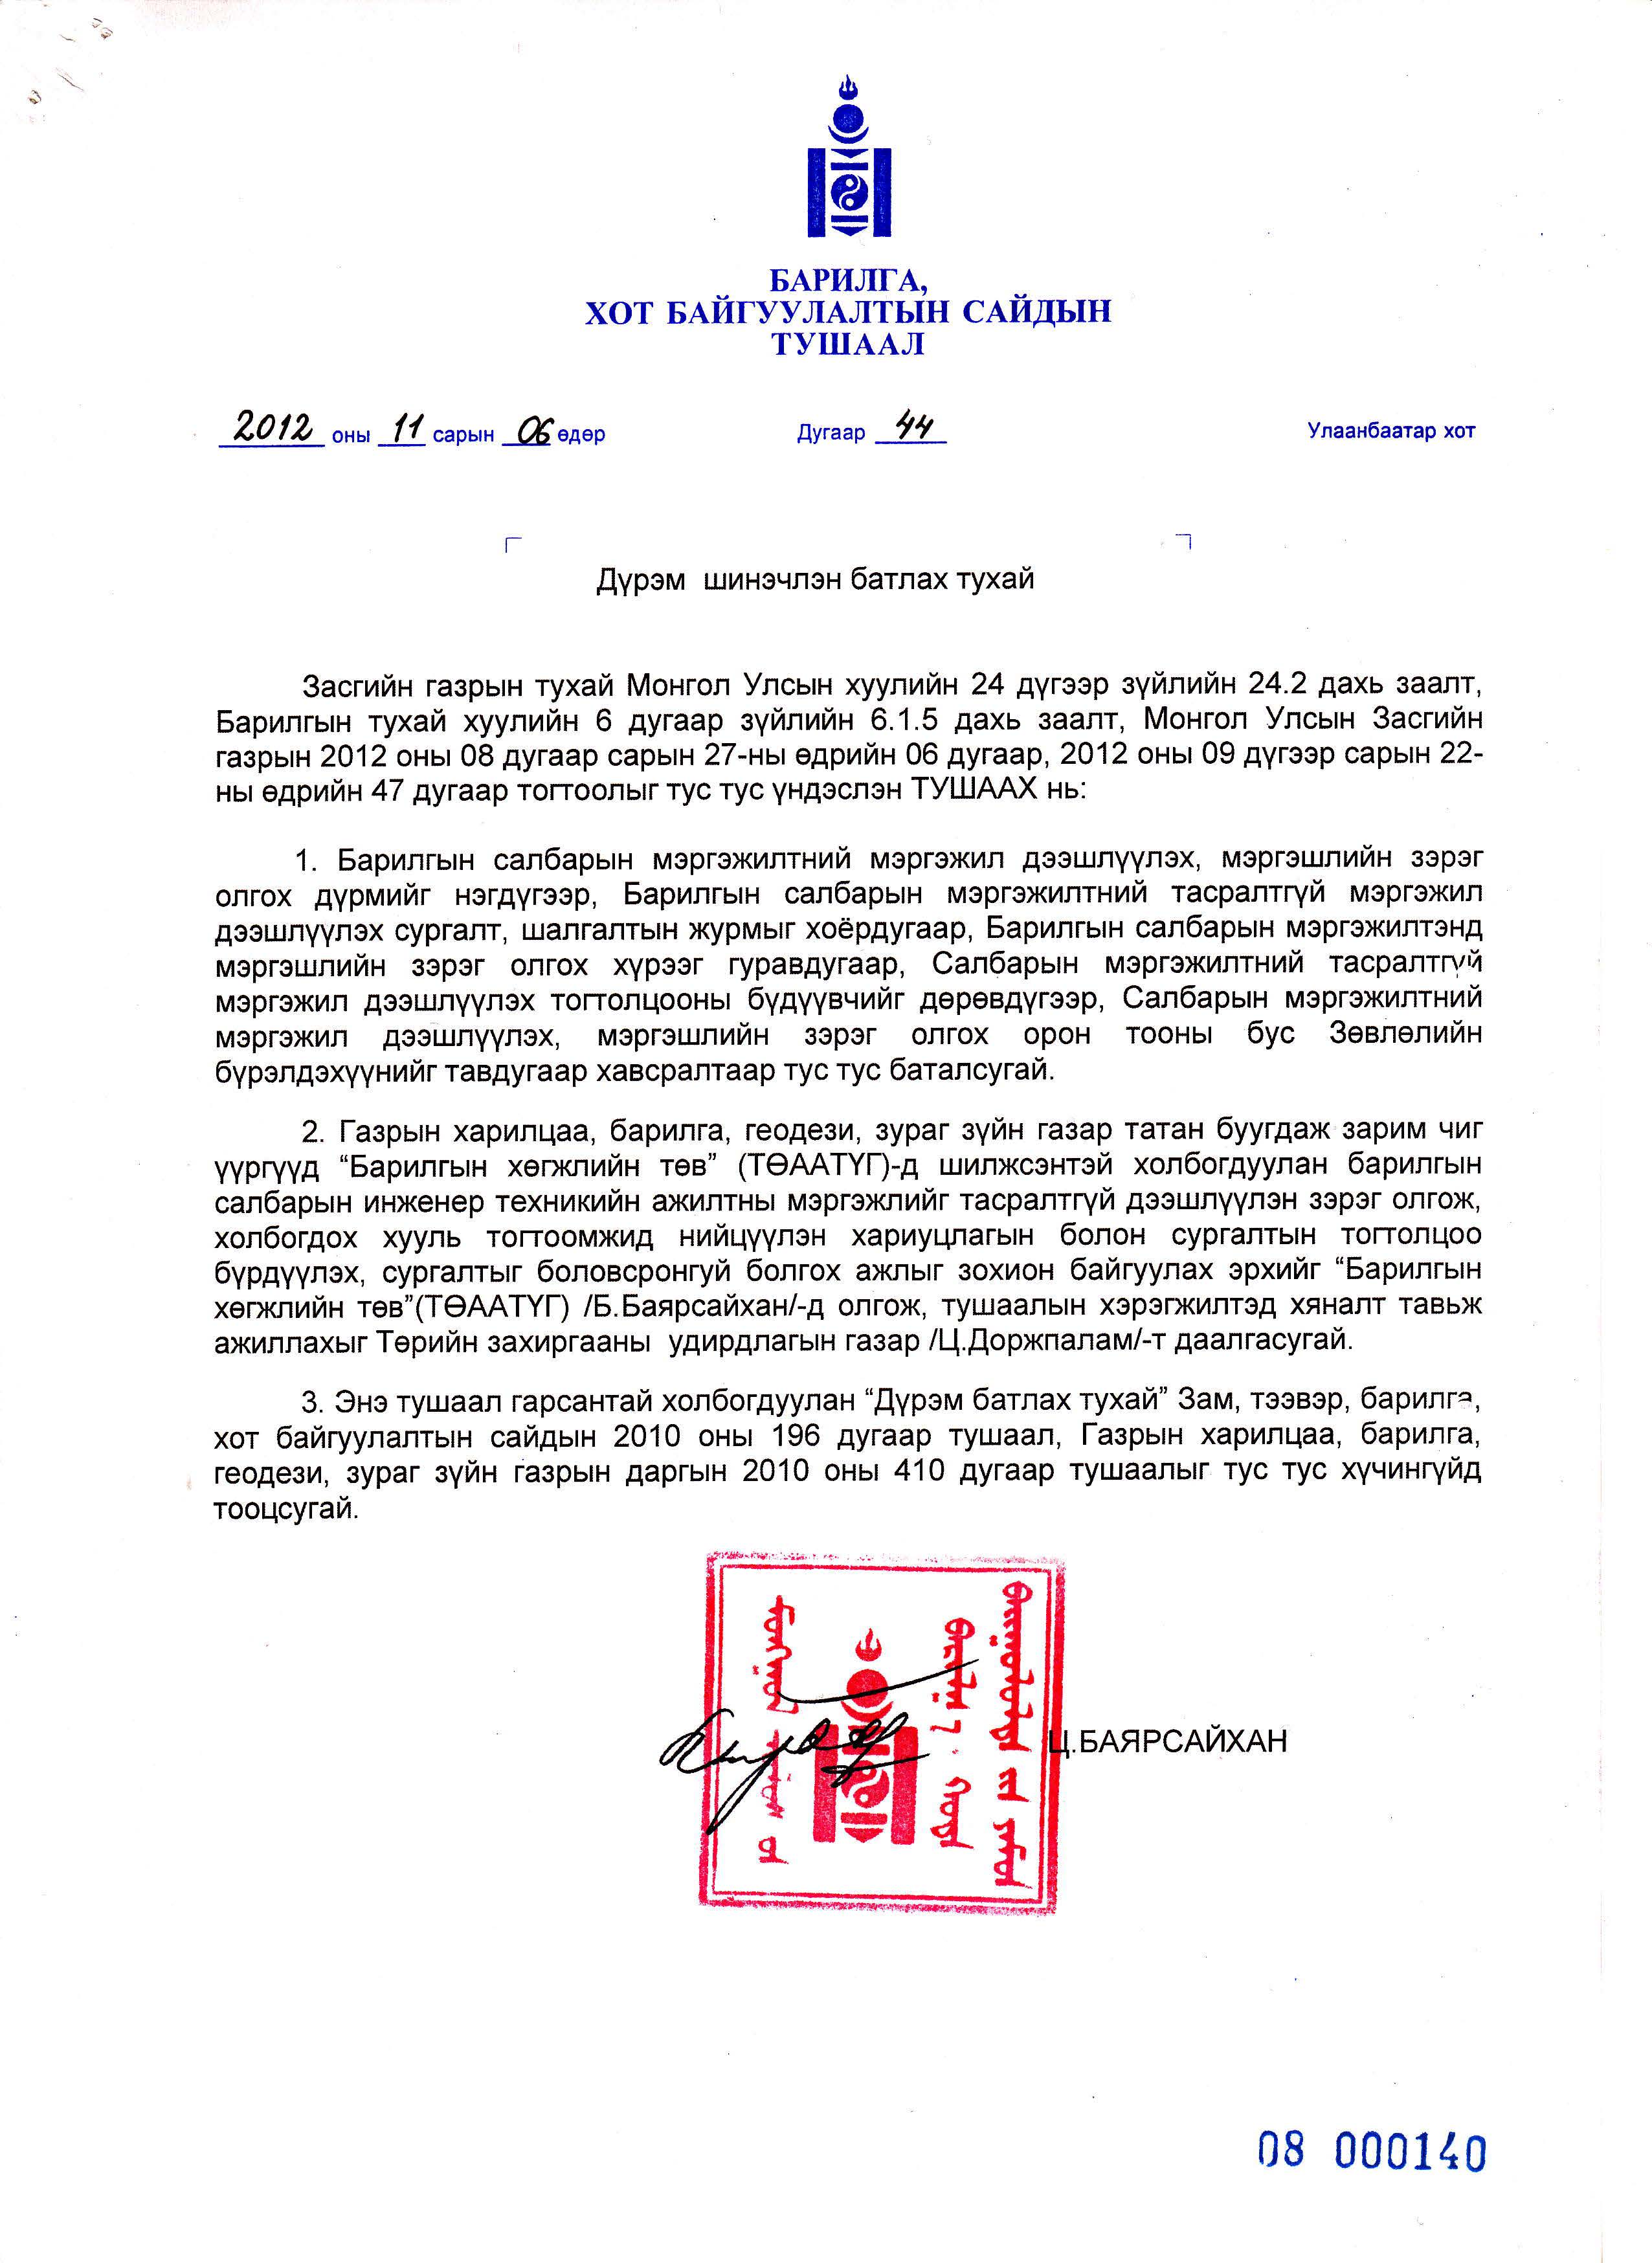 БАРИЛГА,
ХОТ БАЙГУУЛАЛТЫН САЙДЫН
ТУШААЛ
2012 оны 11 сарын 06 өдөр Дугаар 44 Улаанбаатар хот
Дүрэм шинэчлэн батлах тухай
Засгийн газрын тухай Монгол Улсын хуулийн 24 дүгээр зүйлийн 24.2 дахь заалт,
Барилгын тухай хуулийн 6 дугаар зүйлийн 6.1.5 дахь заалт, Монгол Улсын Засгийн
газрын 2012 оны 08 дугаар сарын 27-ны өдрийн 06 дугаар, 2012 оны 09 дүгээр сарын 22-
ны өдрийн 47 дугаар тогтоолыг тус тус үндэслэн ТУШААХ нь:
1. Барилгын салбарын мэргэжилтний мэргэжил дээшлүүлэх, мэргэшлийн зэрэг
олгох дүрмийг нэгдүгээр, Барилгын салбарын мэргэжилтний тасралтгүй мэргэжил
дээшлүүлэх сургалт, шалгалтын журмыг хоёрдугаар, Барилгын салбарын мэргэжилтэнд
мэргэшлийн зэрэг олгох хүрээг гуравдугаар, Салбарын мэргэжилтний тасралтгүй
мэргэжил дээшлүүлэх тогтолцооны бүдүүвчийг дөрөвдүгээр, Салбарын мэргэжилтний
мэргэжил дээшлүүлэх, мэргэшлийн зэрэг олгох орон тооны бус Зөвлөлийн
бүрэлдэхүүнийг тавдугаар хавсралтаар тус тус баталсугай.
2. Газрын харилцаа, барилга, геодези, зураг зүйн газар татан буугдаж зарим чиг
үүргүүд “Барилгын хөгжлийн төв” (ТӨААТҮГ)-д шилжсэнтэй холбогдуулан барилгын
салбарын инженер техникийн ажилтны мэргэжлийг тасралтгүй дээшлүүлэн зэрэг олгож,
холбогдох хууль тогтоомжид нийцүүлэн хариуцлагын болон сургалтын тогтолцоо
бүрдүүлэх, сургалтыг боловсронгуй болгох ажлыг зохион байгуулах эрхийг “Барилгын
хөгжлийн төв”(ТӨААТҮГ) /Б.Баярсайхан/-д олгож, тушаалын хэрэгжилтэд хяналт тавьж
ажиллахыг Төрийн захиргааны удирдлагын газар /Ц.Доржпалам/-т даалгасугай.
3. Энэ тушаал гарсантай холбогдуулан “Дүрэм батлах тухай” Зам, тээвэр, барилга,
хот байгуулалтын сайдын 2010 оны 196 дугаар тушаал, Газрын харилцаа, барилга,
геодези, зураг зүйн газрын даргын 2010 оны 410 дугаар тушаалыг тус тус хүчингүйд
тооцсугай.
Ц.БАЯРСАЙХАН
08 000140